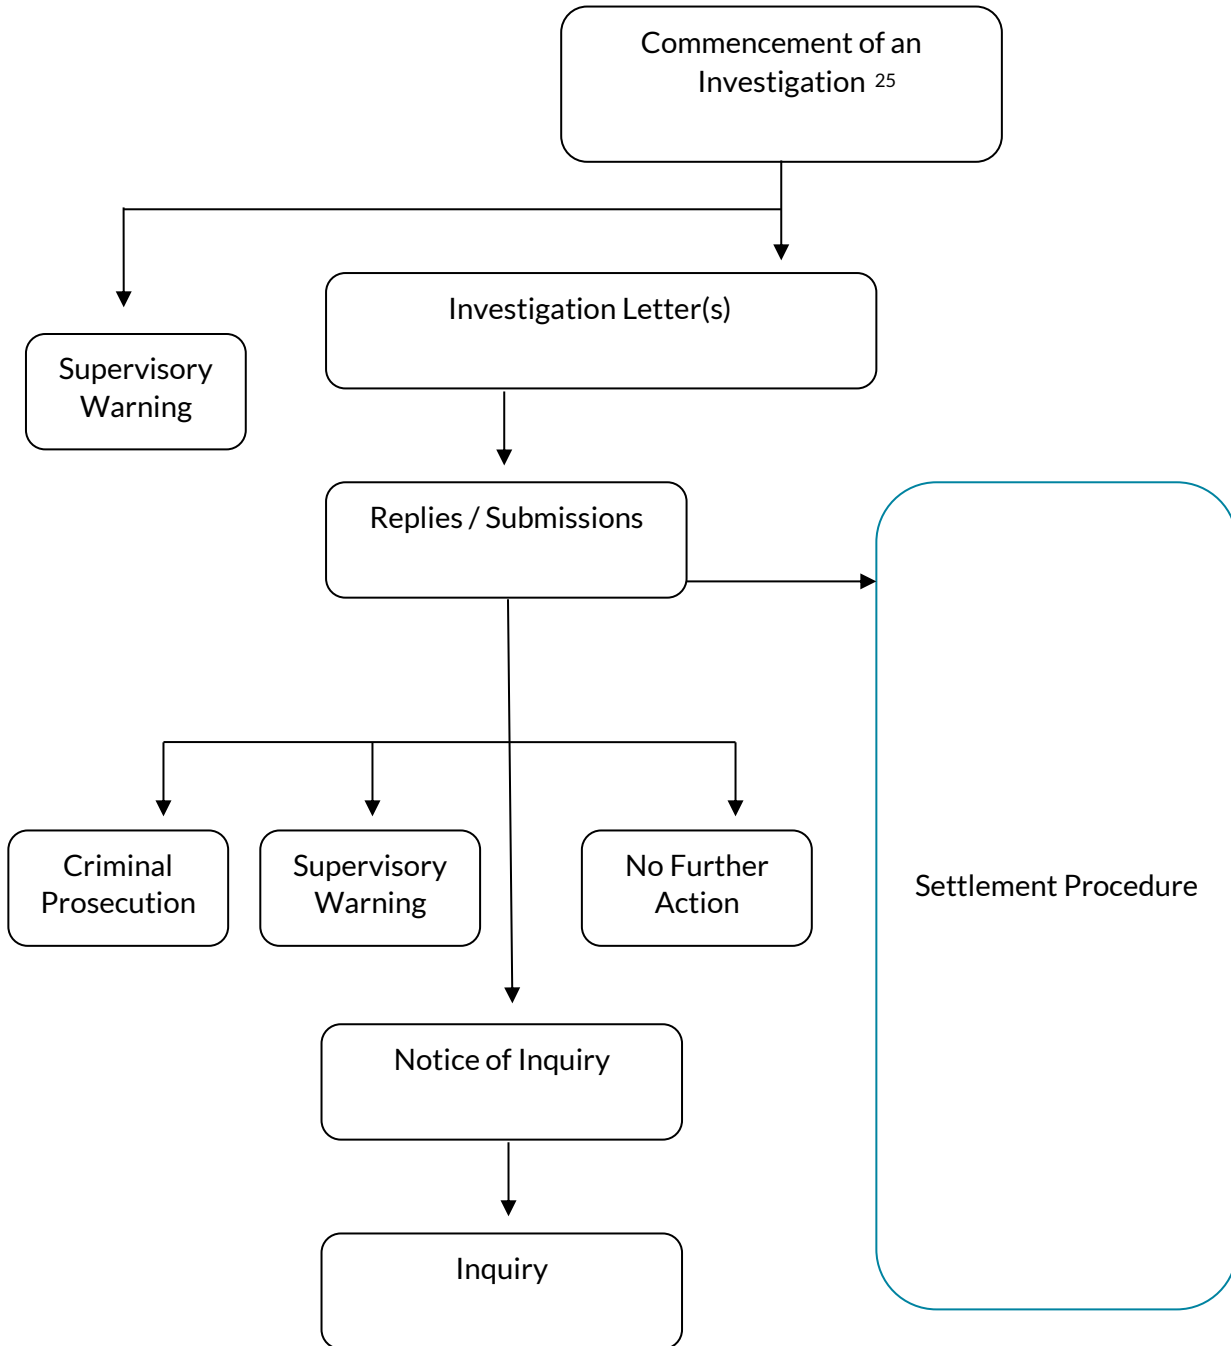 Commencement of an
Investigation 25
Investigation Letter(s)
Supervisory
Warning
Replies / Submissions
Criminal
Prosecution
Supervisory
Warning
No Further
Action
Settlement Procedure
Notice of Inquiry
Inquiry